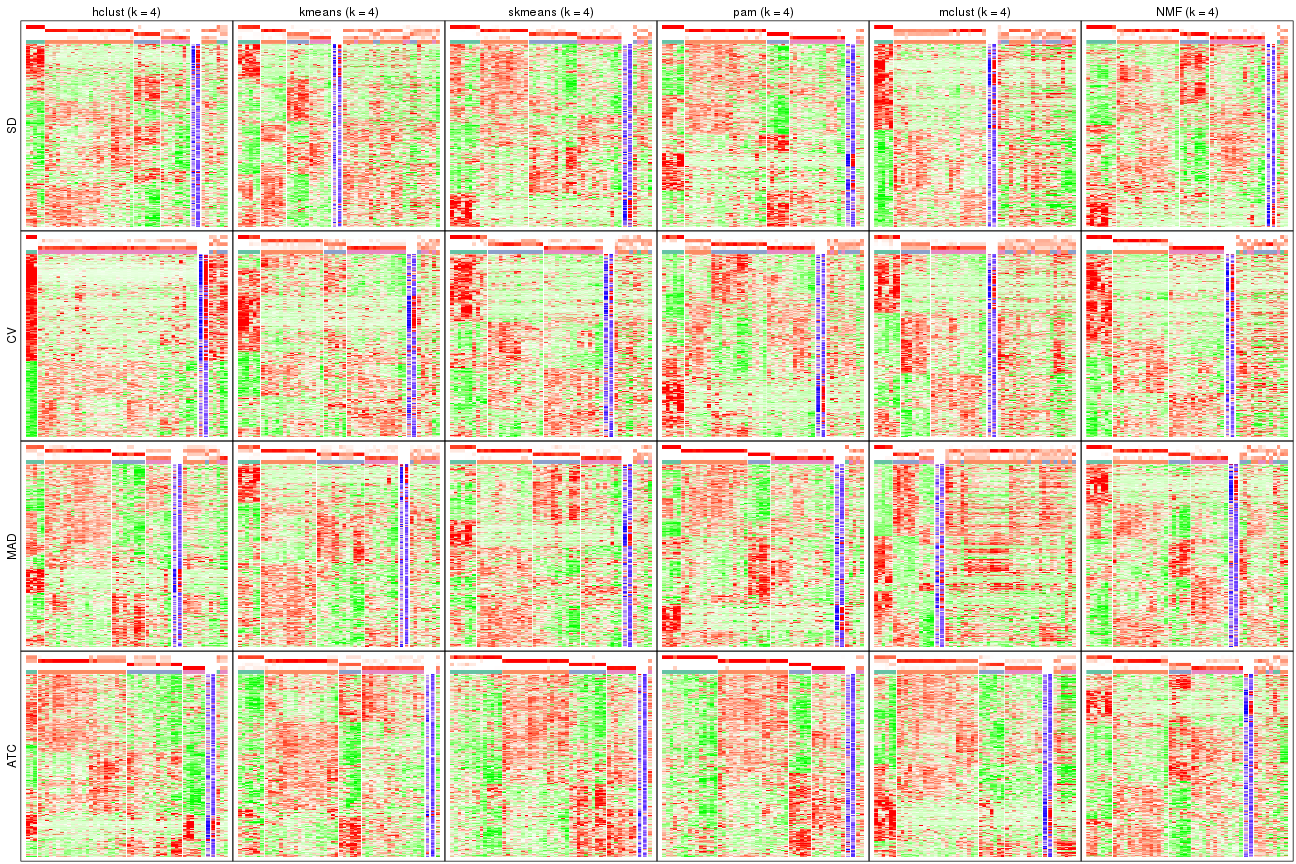 hclust (k = 4) kmeans (k = 4) skmeans (k = 4) pam (k = 4) mclust (k = 4) NMF (k = 4)
SD
CV
MAD
ATC